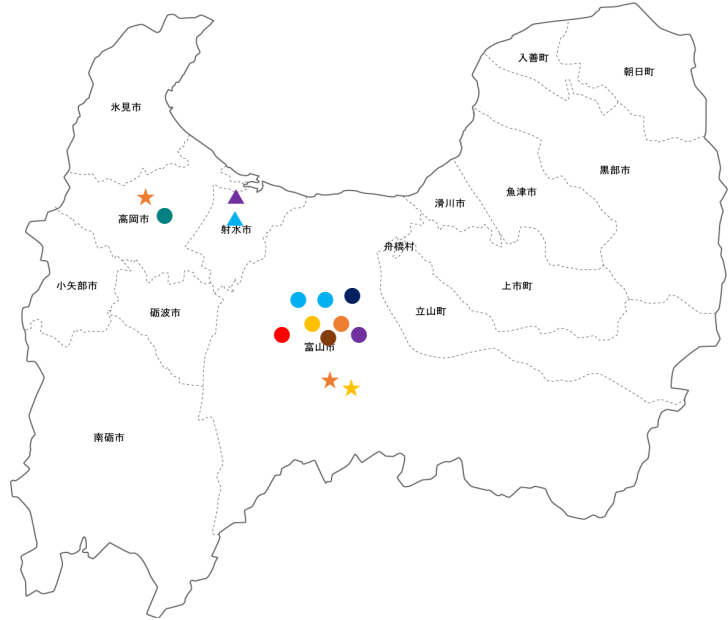 入善町
朝日町
氷見市
黒部市
魚津市
滑川市
高岡市
射水市
舟橋村
小矢部市
上市町
砺波市
立山町
富山市
南砺市